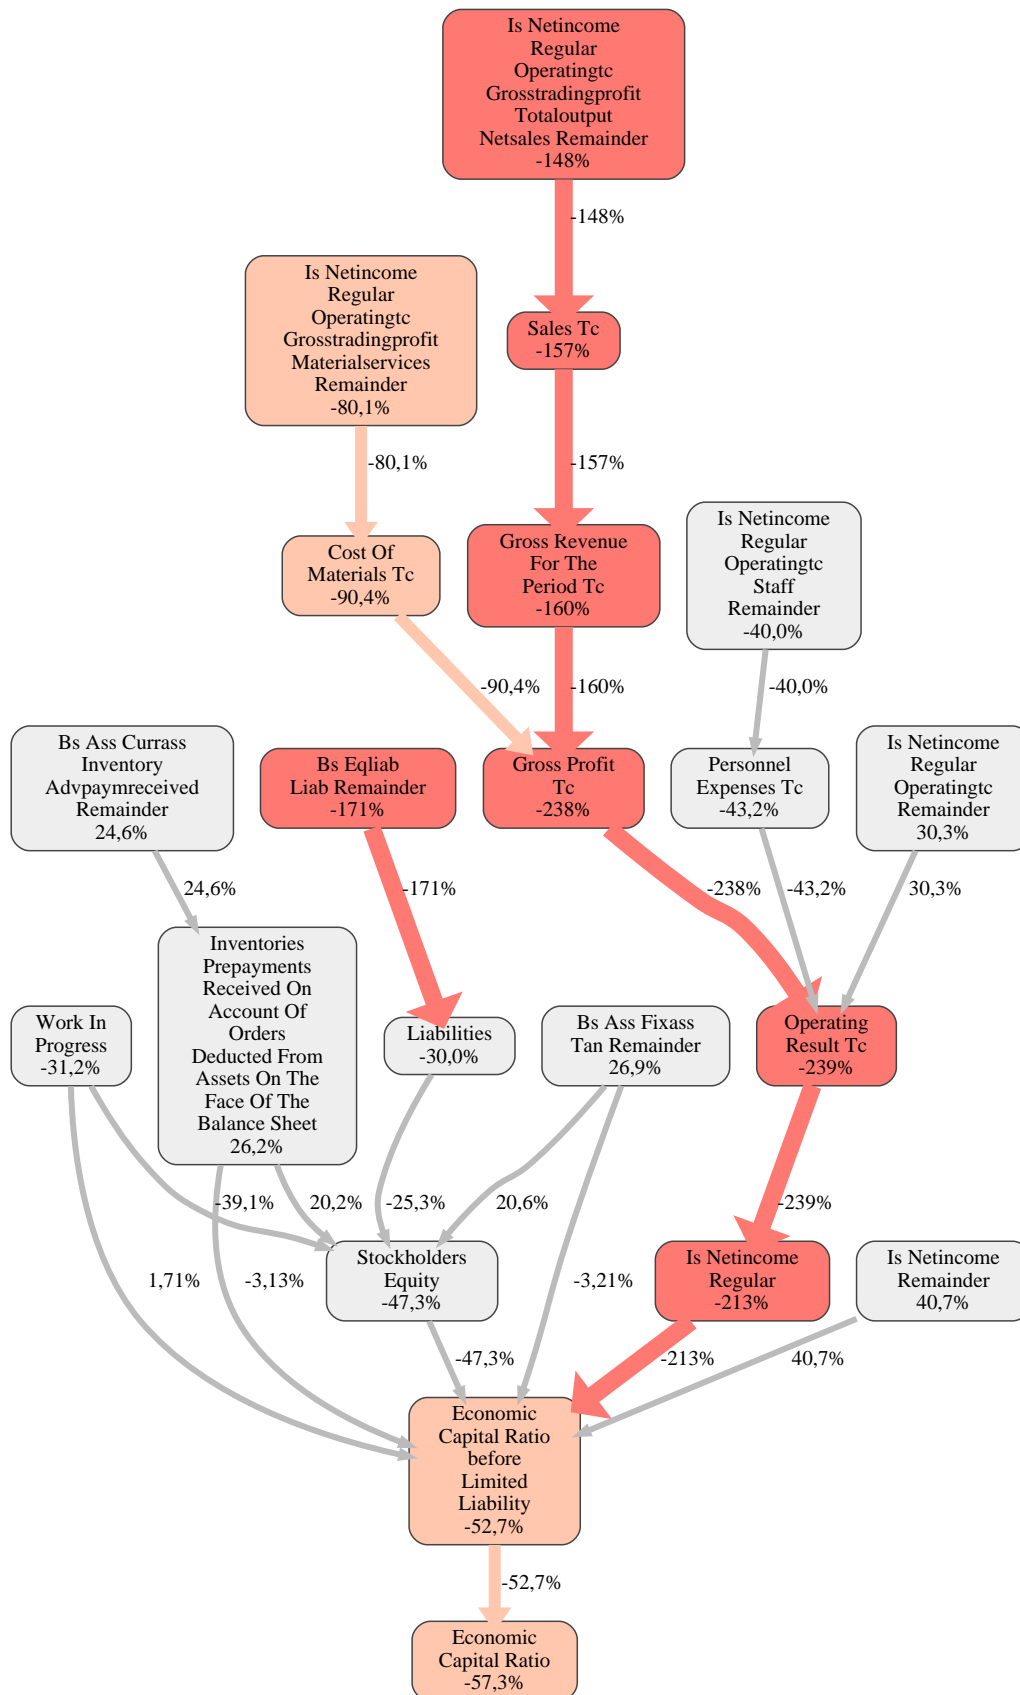 Is Netincome
Regular
Operatingtc
Grosstradingprofit
Totaloutput
Netsales Remainder
-148%
-148%
Is Netincome
Regular
Operatingtc
Grosstradingprofit
Materialservices
Remainder
-80,1%
Sales Tc
-157%
-80,1%
-157%
Cost Of
Materials Tc
-90,4%
Gross Revenue
For The
Period Tc
-160%
Is Netincome
Regular
Operatingtc
Staff
Remainder
-40,0%
-90,4%
-160%
-40,0%
Bs Ass Currass
Inventory
Advpaymreceived
Remainder
24,6%
Bs Eqliab
Liab Remainder
-171%
Gross Profit
Tc
-238%
Personnel
Expenses Tc
-43,2%
Is Netincome
Regular
Operatingtc
Remainder
30,3%
24,6%
-171%
-238%
-43,2%
30,3%
Work In
Progress
-31,2%
Inventories
Prepayments
Received On
Account Of
Orders
Deducted From
Assets On The
Face Of The
Balance Sheet
26,2%
Liabilities
-30,0%
Bs Ass Fixass
Tan Remainder
26,9%
Operating
Result Tc
-239%
-39,1%
20,2%
-25,3%
20,6%
-239%
1,71%
-3,13%
Stockholders
Equity
-47,3%
-3,21%
Is Netincome
Regular
-213%
Is Netincome
Remainder
40,7%
-47,3%
-213%
40,7%
Economic
Capital Ratio
before
Limited
Liability
-52,7%
-52,7%
Economic
Capital Ratio
-57,3%